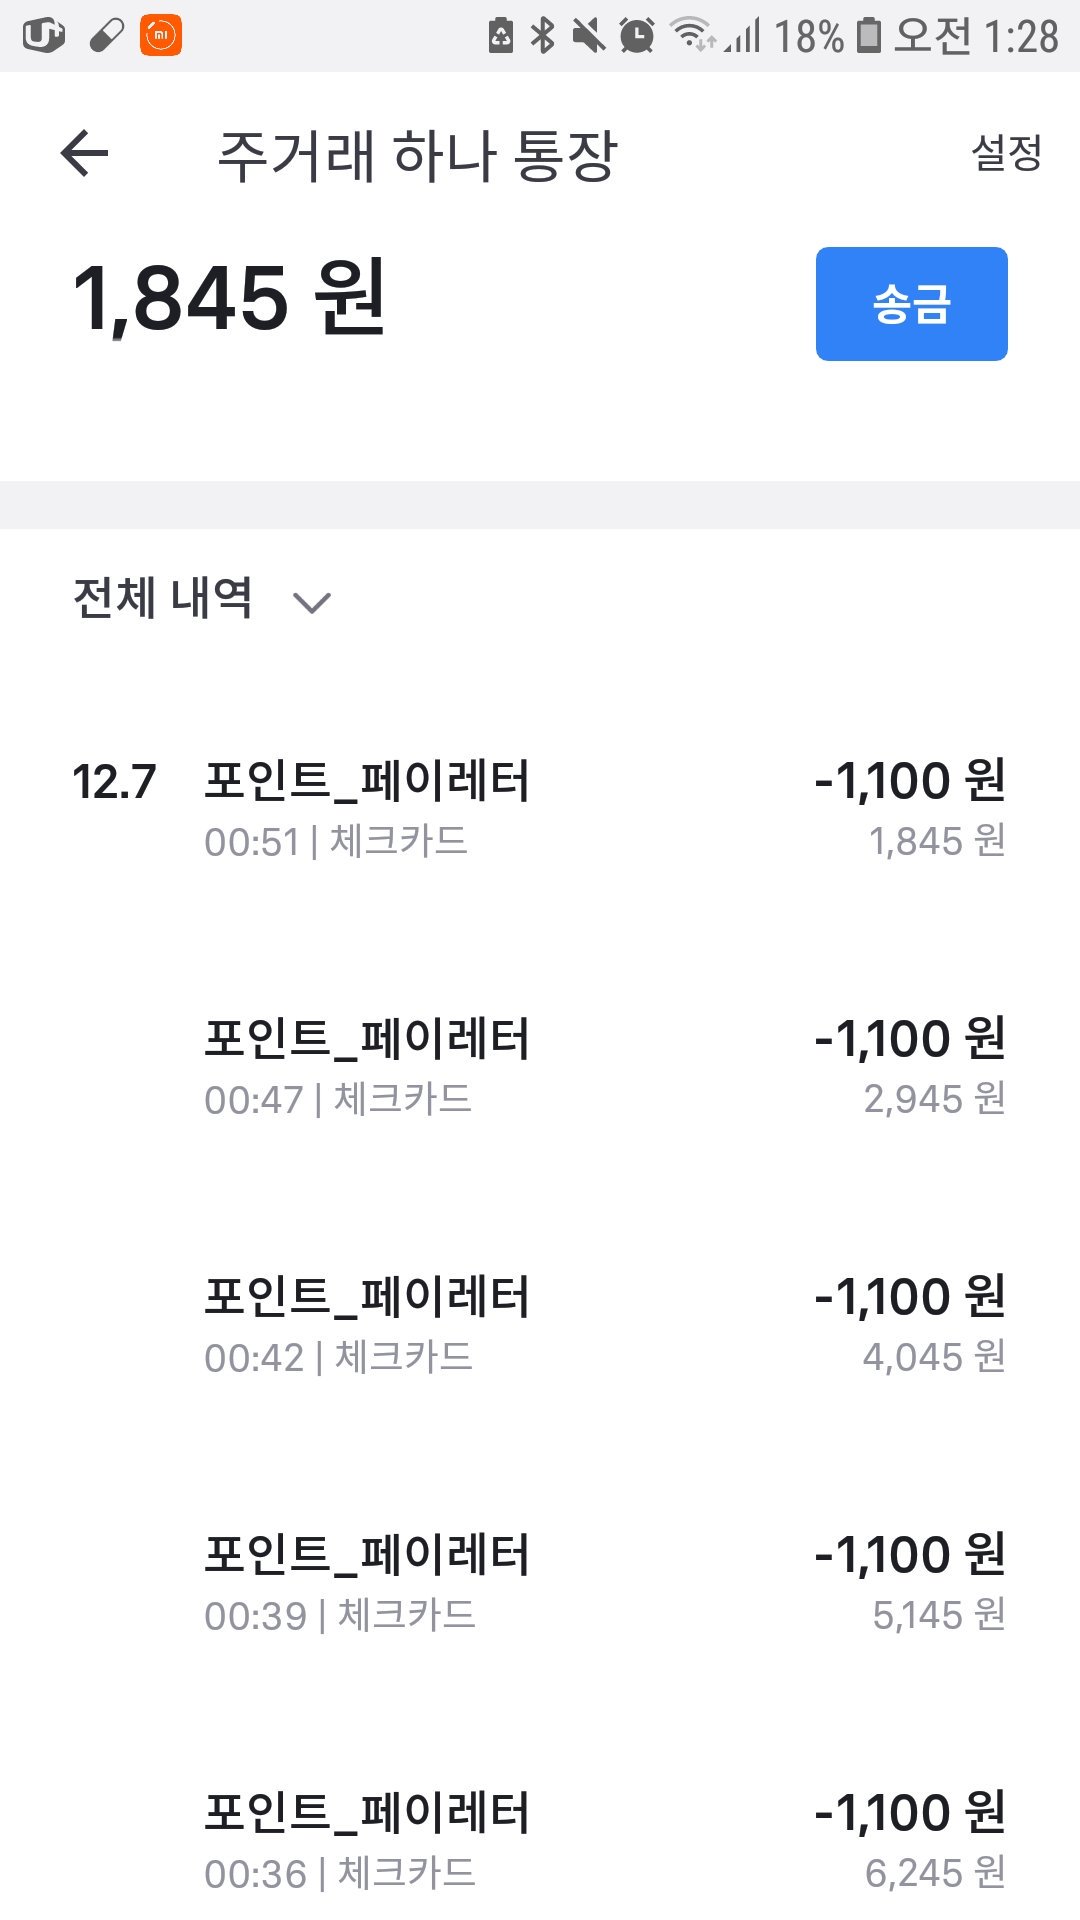 18% 오전 1:28
주거래 하나 통장 설정
1,845 원 송금
전체 내역
12.7 포인트_페이레터 -1,100 원
00:51 | 체크카드 1,845 원
포인트_페이레터 -1,100 원
00:47 | 체크카드 2,945 원
포인트_페이레터 -1,100 원
00:42 | 체크카드 4,045 원
포인트_페이레터 -1,100 원
00:39 | 체크카드 5,145 원
포인트_페이레터 -1,100 원
00:36 | 체크카드 6,245 원